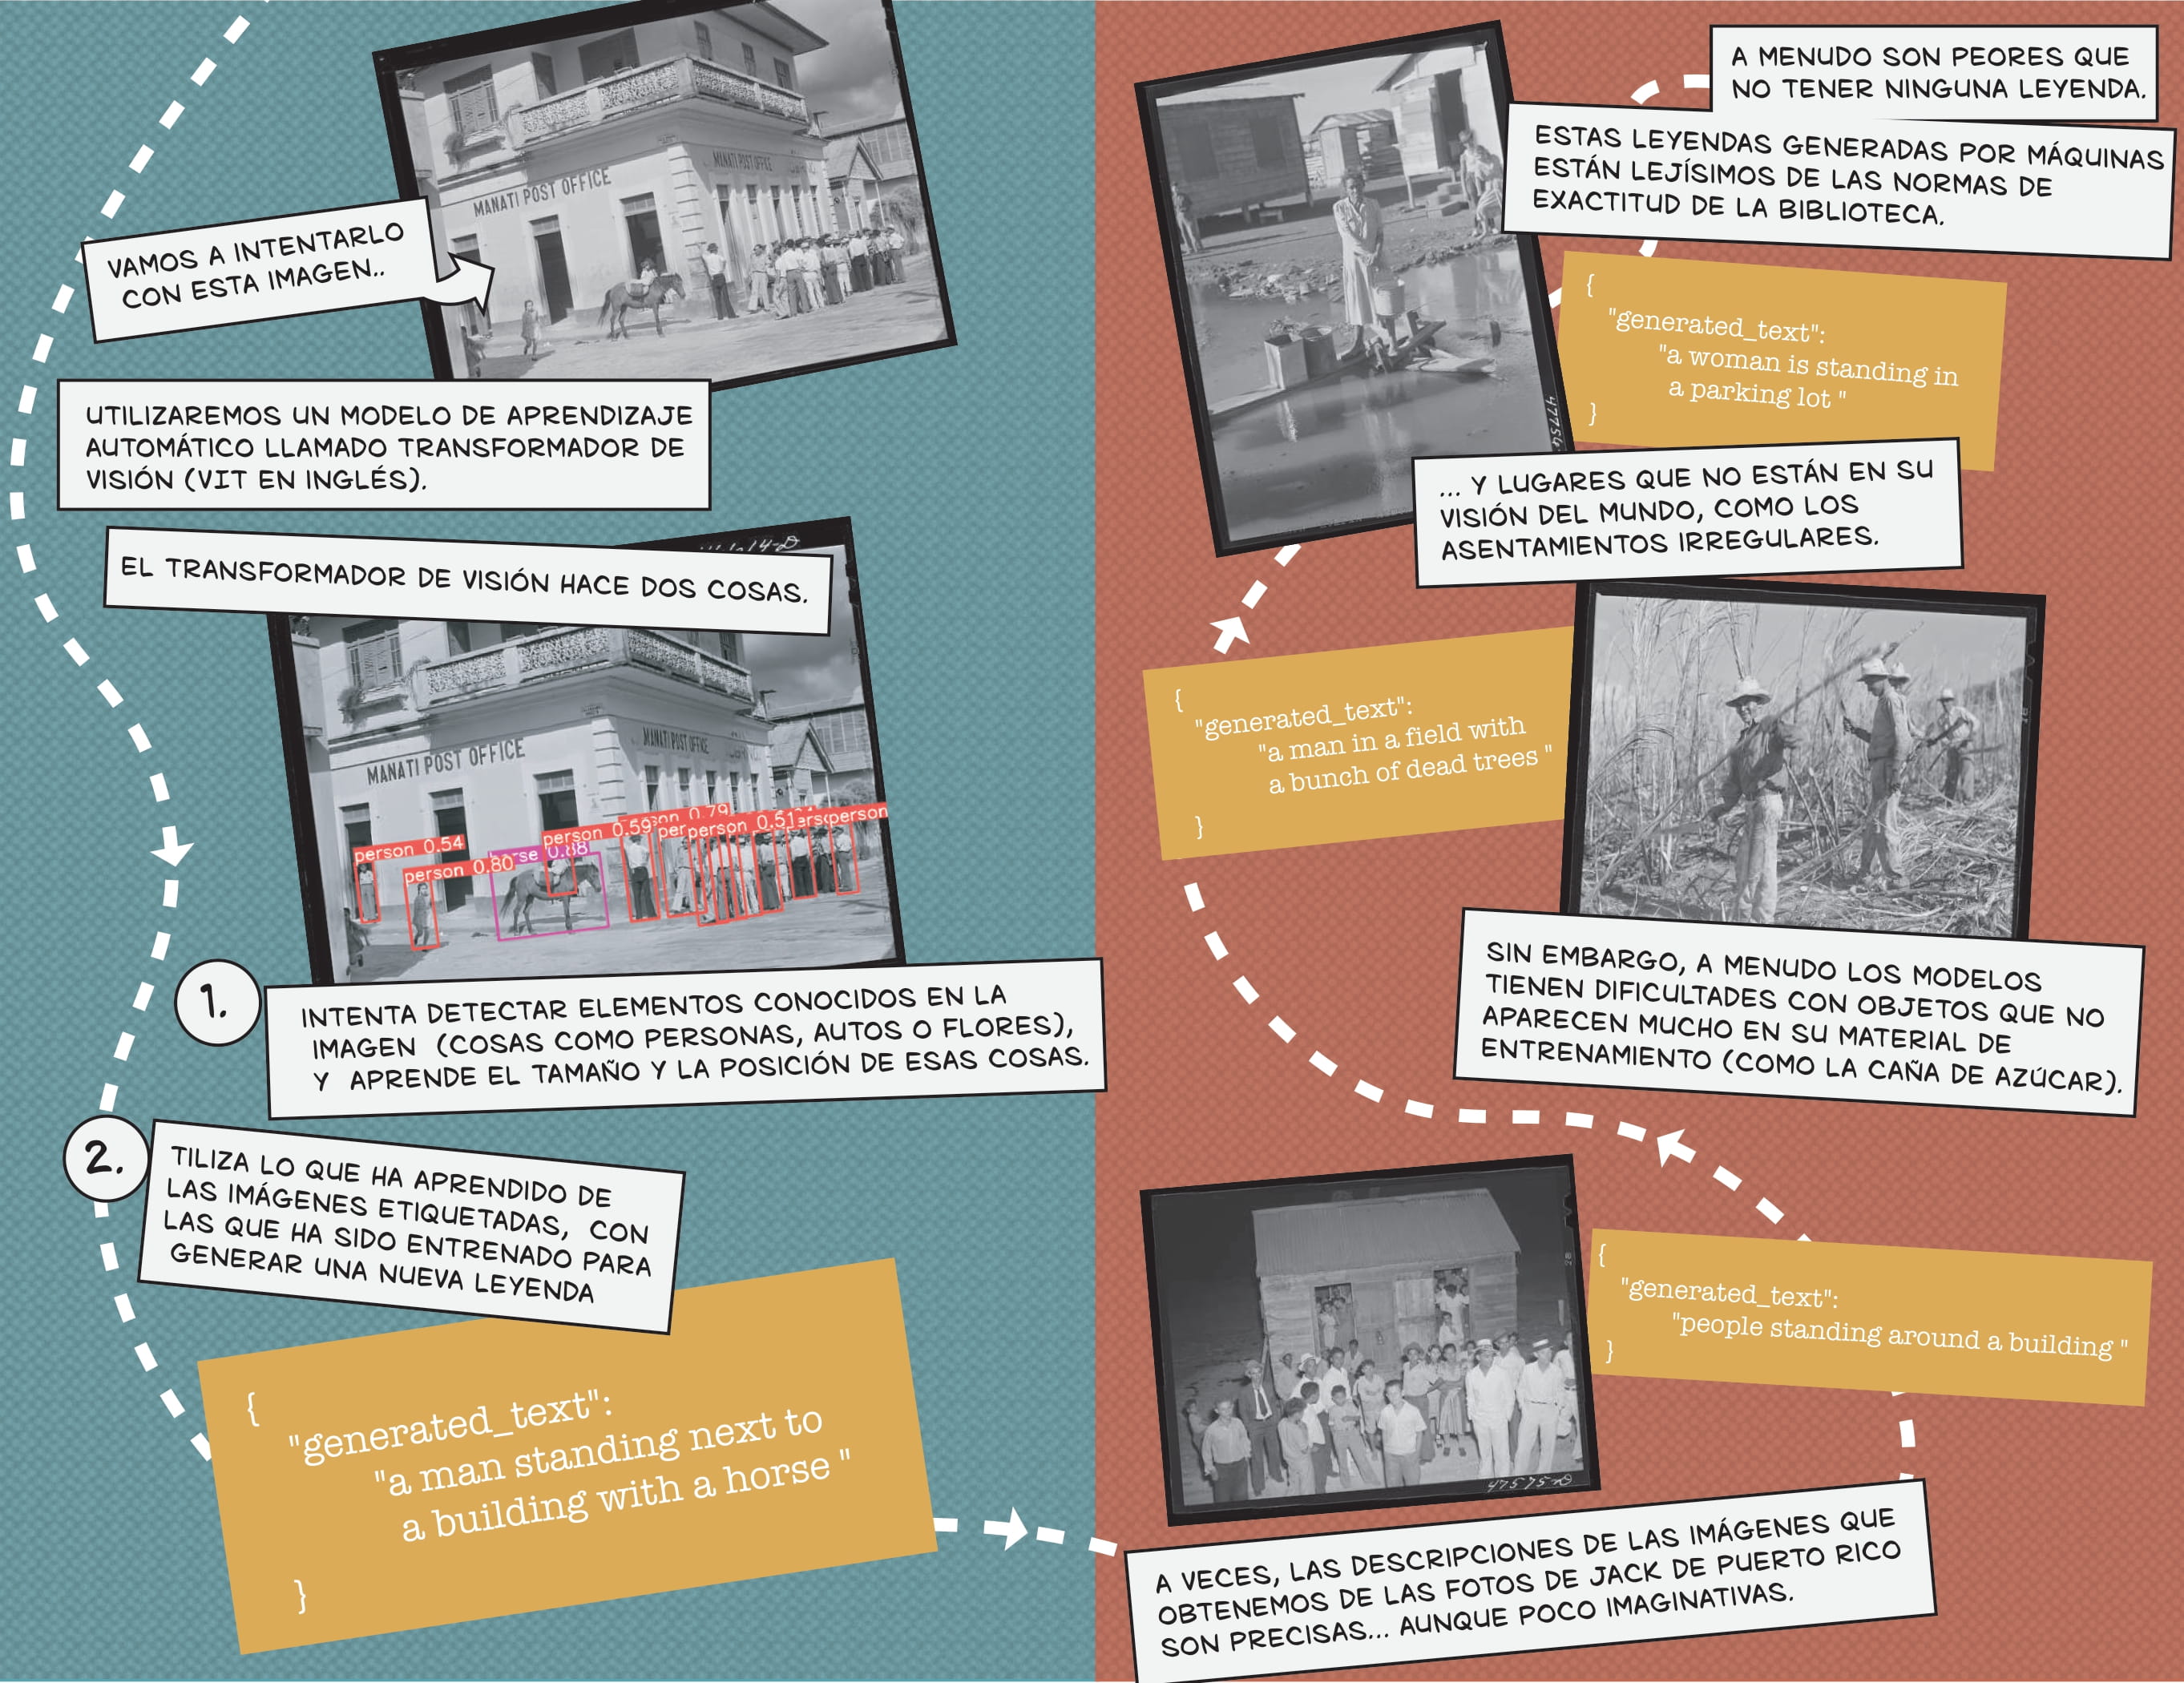 VAMOS A INTENTARLO
CON ESTA IMAGEN..
MANATI POST OFFICE
MANATI POST OFFICE
UTILIZAREMOS UN MODELO DE APRENDIZAJE
AUTOMÁTICO LLAMADO TRANSFORMADOR DE
VISIÓN (VIT EN INGLÉS).
EL TRANSFORMADOR DE VISIÓN HACE DOS COSAS.
MANATI POST OFFICE
MANATI POST OFFICE
person 0.54
person 0.80
person 0.59
0.79
person 0.51
person
1.
INTENTA DETECTAR ELEMENTOS CONOCIDOS EN LA
IMAGEN (COSAS COMO PERSONAS, AUTOS O FLORES),
Y APRENDE EL TAMAÑO Y LA POSICIÓN DE ESAS COSAS.
2.
TILIZA LO QUE HA APRENDIDO DE
LAS IMÁGENES ETIQUETADAS, CON
LAS QUE HA SIDO ENTRENADO PARA
GENERAR UNA NUEVA LEYENDA
{
"generated_text":
"a man standing next to
a building with a horse "
}
A VECES, LAS DESCRIPCIONES DE LAS IMÁGENES QUE
OBTENEMOS DE LAS FOTOS DE JACK DE PUERTO RICO
SON PRECISAS... AUNQUE POCO IMAGINATIVAS.
47575-D
{
"generated_text":
"people standing around a building "
}
SIN EMBARGO, A MENUDO LOS MODELOS
TIENEN DIFICULTADES CON OBJETOS QUE NO
APARECEN MUCHO EN SU MATERIAL DE
ENTRENAMIENTO (COMO LA CAÑA DE AZÚCAR).
{
"generated_text":
"a man in a field with
a bunch of dead trees "
}
... Y LUGARES QUE NO ESTÁN EN SU
VISIÓN DEL MUNDO, COMO LOS
ASENTAMIENTOS IRREGULARES.
{
"generated_text":
"a woman is standing in
a parking lot "
}
ESTAS LEYENDAS GENERADAS POR MÁQUINAS
ESTÁN LEJÍSIMOS DE LAS NORMAS DE
EXACTITUD DE LA BIBLIOTECA.
A MENUDO SON PEORES QUE
NO TENER NINGUNA LEYENDA.